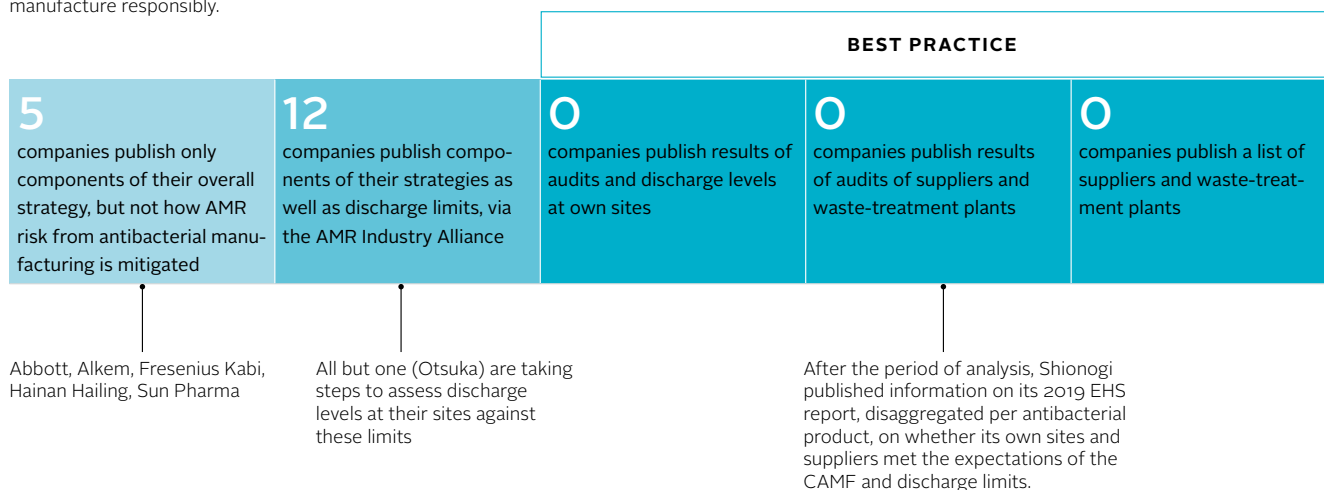 manufacture responsibly.
BEST PRACTICE
5
companies publish only
components of their overall
strategy, but not how AMR
risk from antibacterial manu-
facturing is mitigated
12
companies publish compo-
nents of their strategies as
well as discharge limits, via
the AMR Industry Alliance
0
companies publish results of
audits and discharge levels
at own sites
0
companies publish results
of audits of suppliers and
waste-treatment plants
0
companies publish a list of
suppliers and waste-treat-
ment plants
Abbott, Alkem, Fresenius Kabi,
Hainan Hailing, Sun Pharma
All but one (Otsuka) are taking
steps to assess discharge
levels at their sites against
these limits
After the period of analysis, Shionogi
published information on its 2019 EHS
report, disaggregated per antibacterial
product, on whether its own sites and
suppliers met the expectations of the
CAMF and discharge limits.